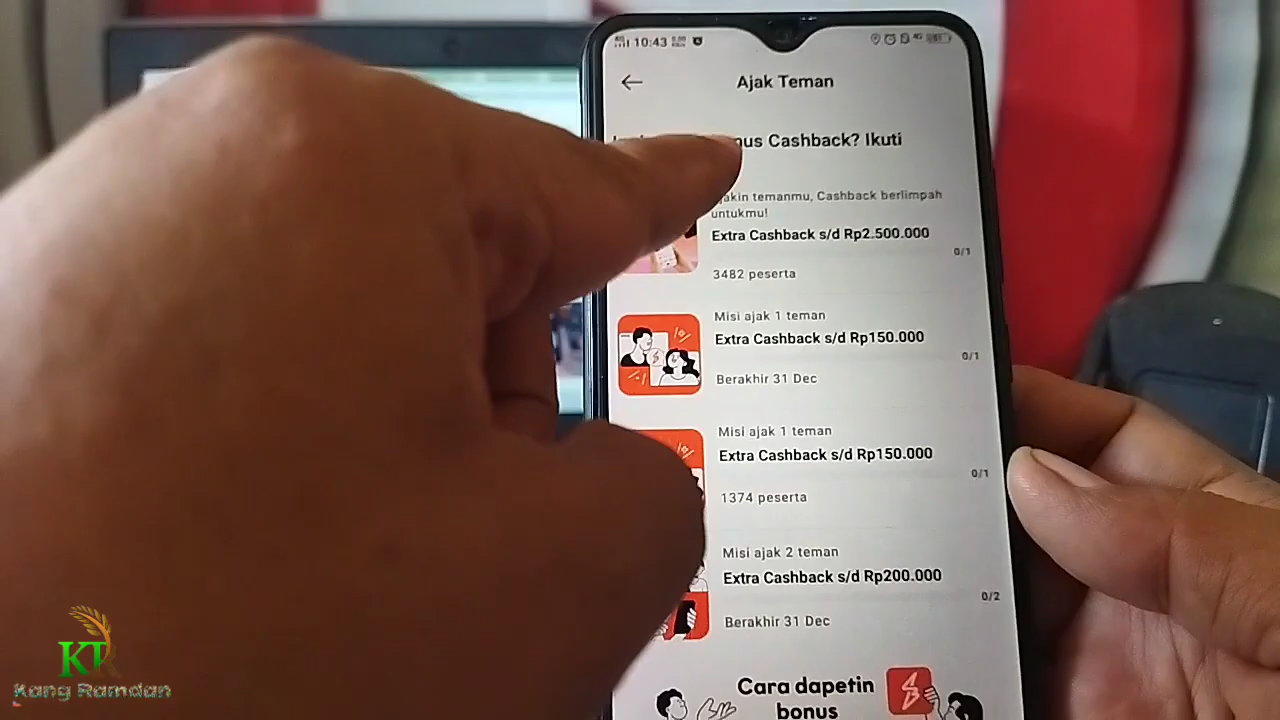 10:43
Ajak Teman
Cashback? Ikuti
temanmu, Cashback berlimpah
untukmu!
Extra Cashback s/d Rp2.500.000
0/1
3482 peserta
Misi ajak 1 teman
Extra Cashback s/d Rp150.000
0/1
Berakhir 31 Dec
Misi ajak 1 teman
Extra Cashback s/d Rp150.000
0/1
1374 peserta
Misi ajak 2 teman
Extra Cashback s/d Rp200.000
0/2
Berakhir 31 Dec
Cara dapetin
bonus
KR
Kang Ramdan